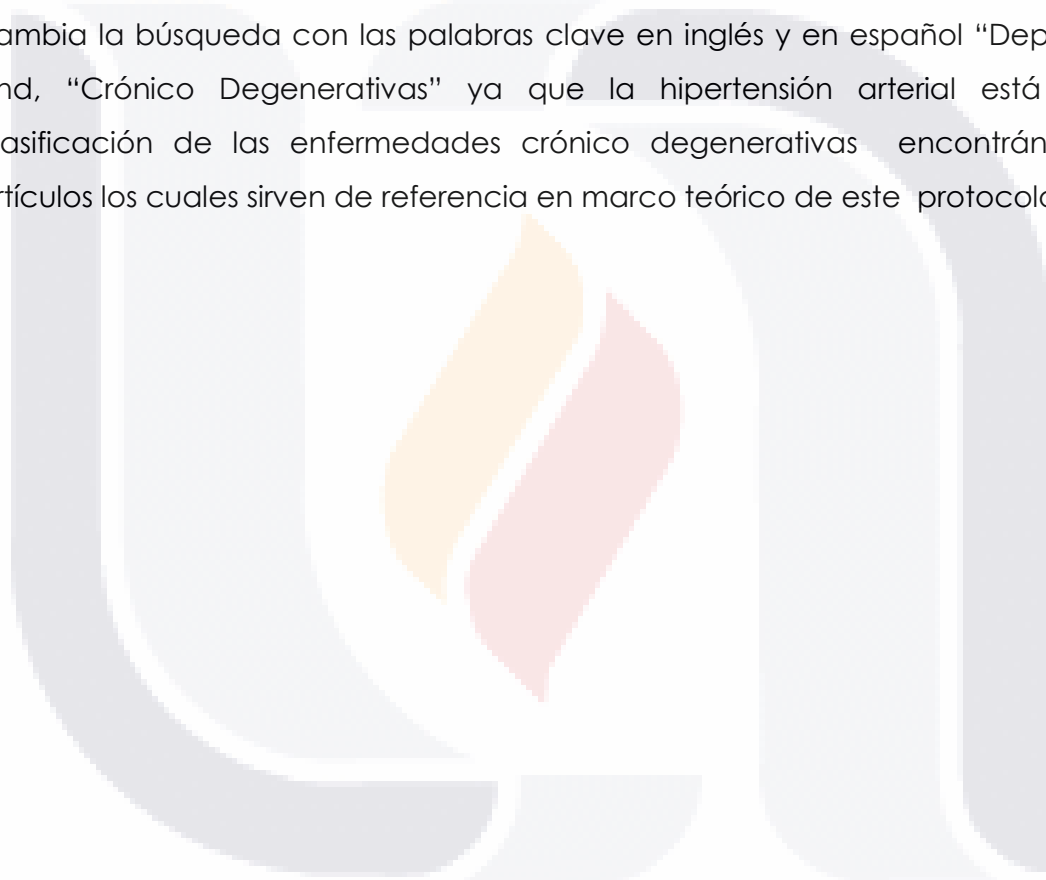 ambia la búsqueda con las palabras clave en inglés y en español “Dep
nd, “Crónico Degenerativas” ya que la hipertensión arterial está
asificación de las enfermedades crónico degenerativas encontrán
rtículos los cuales sirven de referencia en marco teórico de este protocolo